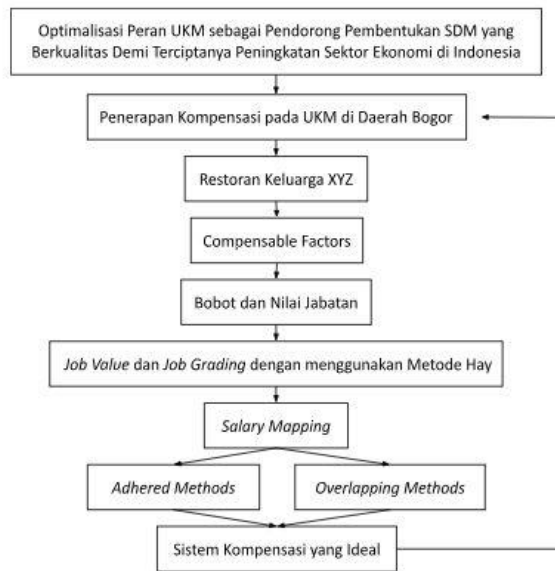 Optimalisasi Peran UKM sebagai Pendorong Pembentukan SDM yang
Berkualitas Demi Terciptanya Peningkatan Sektor Ekonomi di Indonesia
Penerapan Kompensasi pada UKM di Daerah Bogor
Restoran Keluarga XYZ
Compensable Factors
Bobot dan Nilai Jabatan
Job Value dan Job Grading dengan menggunakan Metode Hay
Salary Mapping
Adhered Methods
Overlapping Methods
Sistem Kompensasi yang Ideal